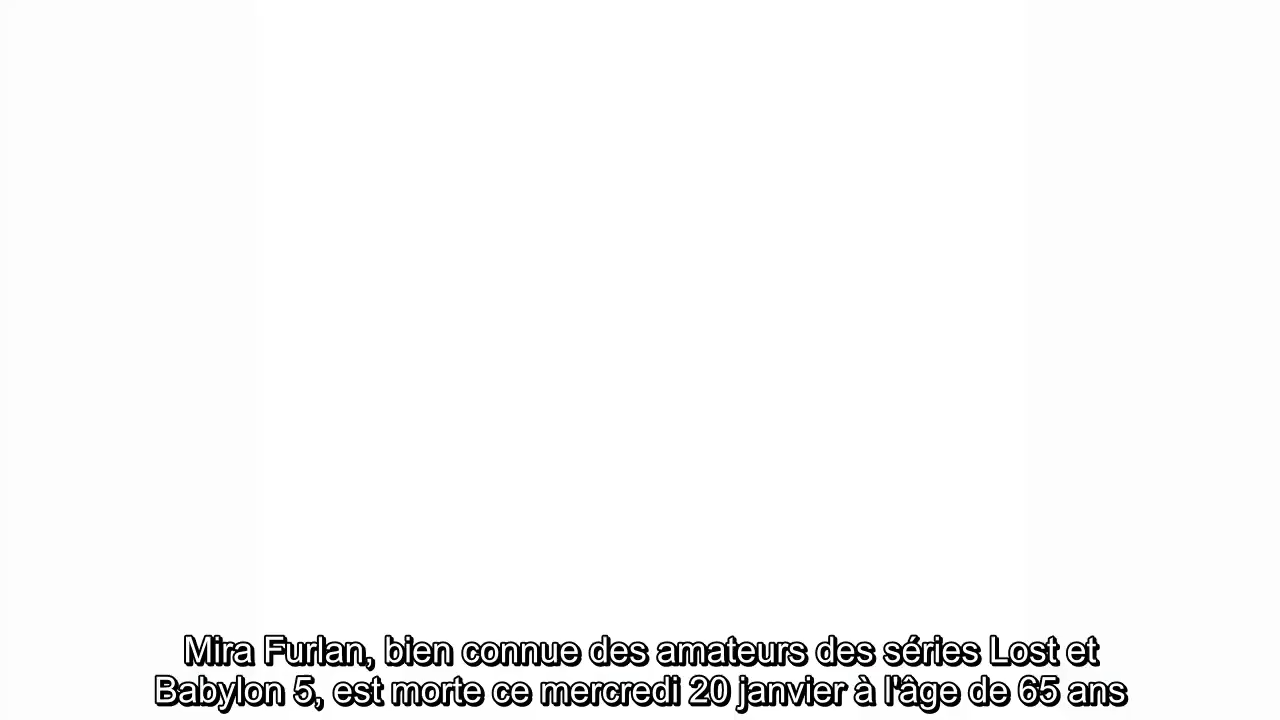 Mira Furlan, bien connue des amateurs des séries Lost et
Babylon 5, est morte ce mercredi 20 janvier à l'âge de 65 ans